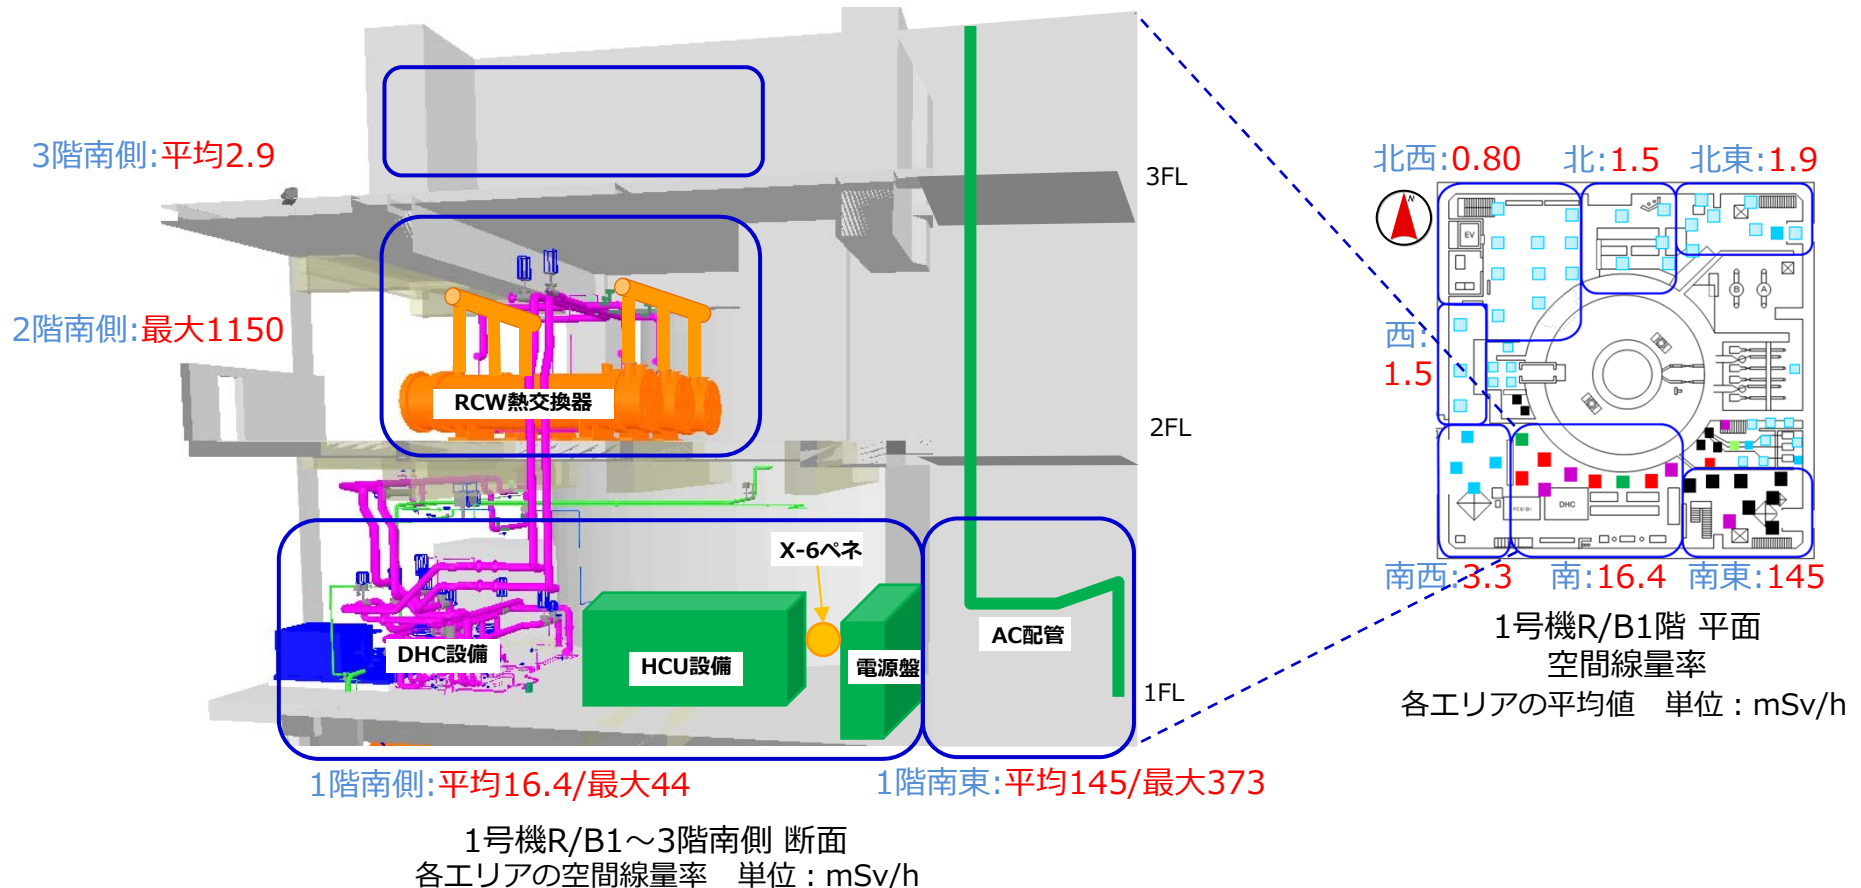 3階南側:平均2.9
2階南側:最大1150
3FL
2FL
1FL
RCW熱交換器
X-6ペネ
DHC設備
HCU設備
電源盤
AC配管
1階南側:平均16.4/最大44
1階南東:平均145/最大373
1号機R/B1～3階南側 断面
各エリアの空間線量率　単位：mSv/h
北西:0.80
北:1.5
北東:1.9
N
EV
B
A
西:
1.5
FCS(B)
DHC
南西:3.3
南:16.4
南東:145
1号機R/B1階 平面
空間線量率
各エリアの平均値　単位：mSv/h